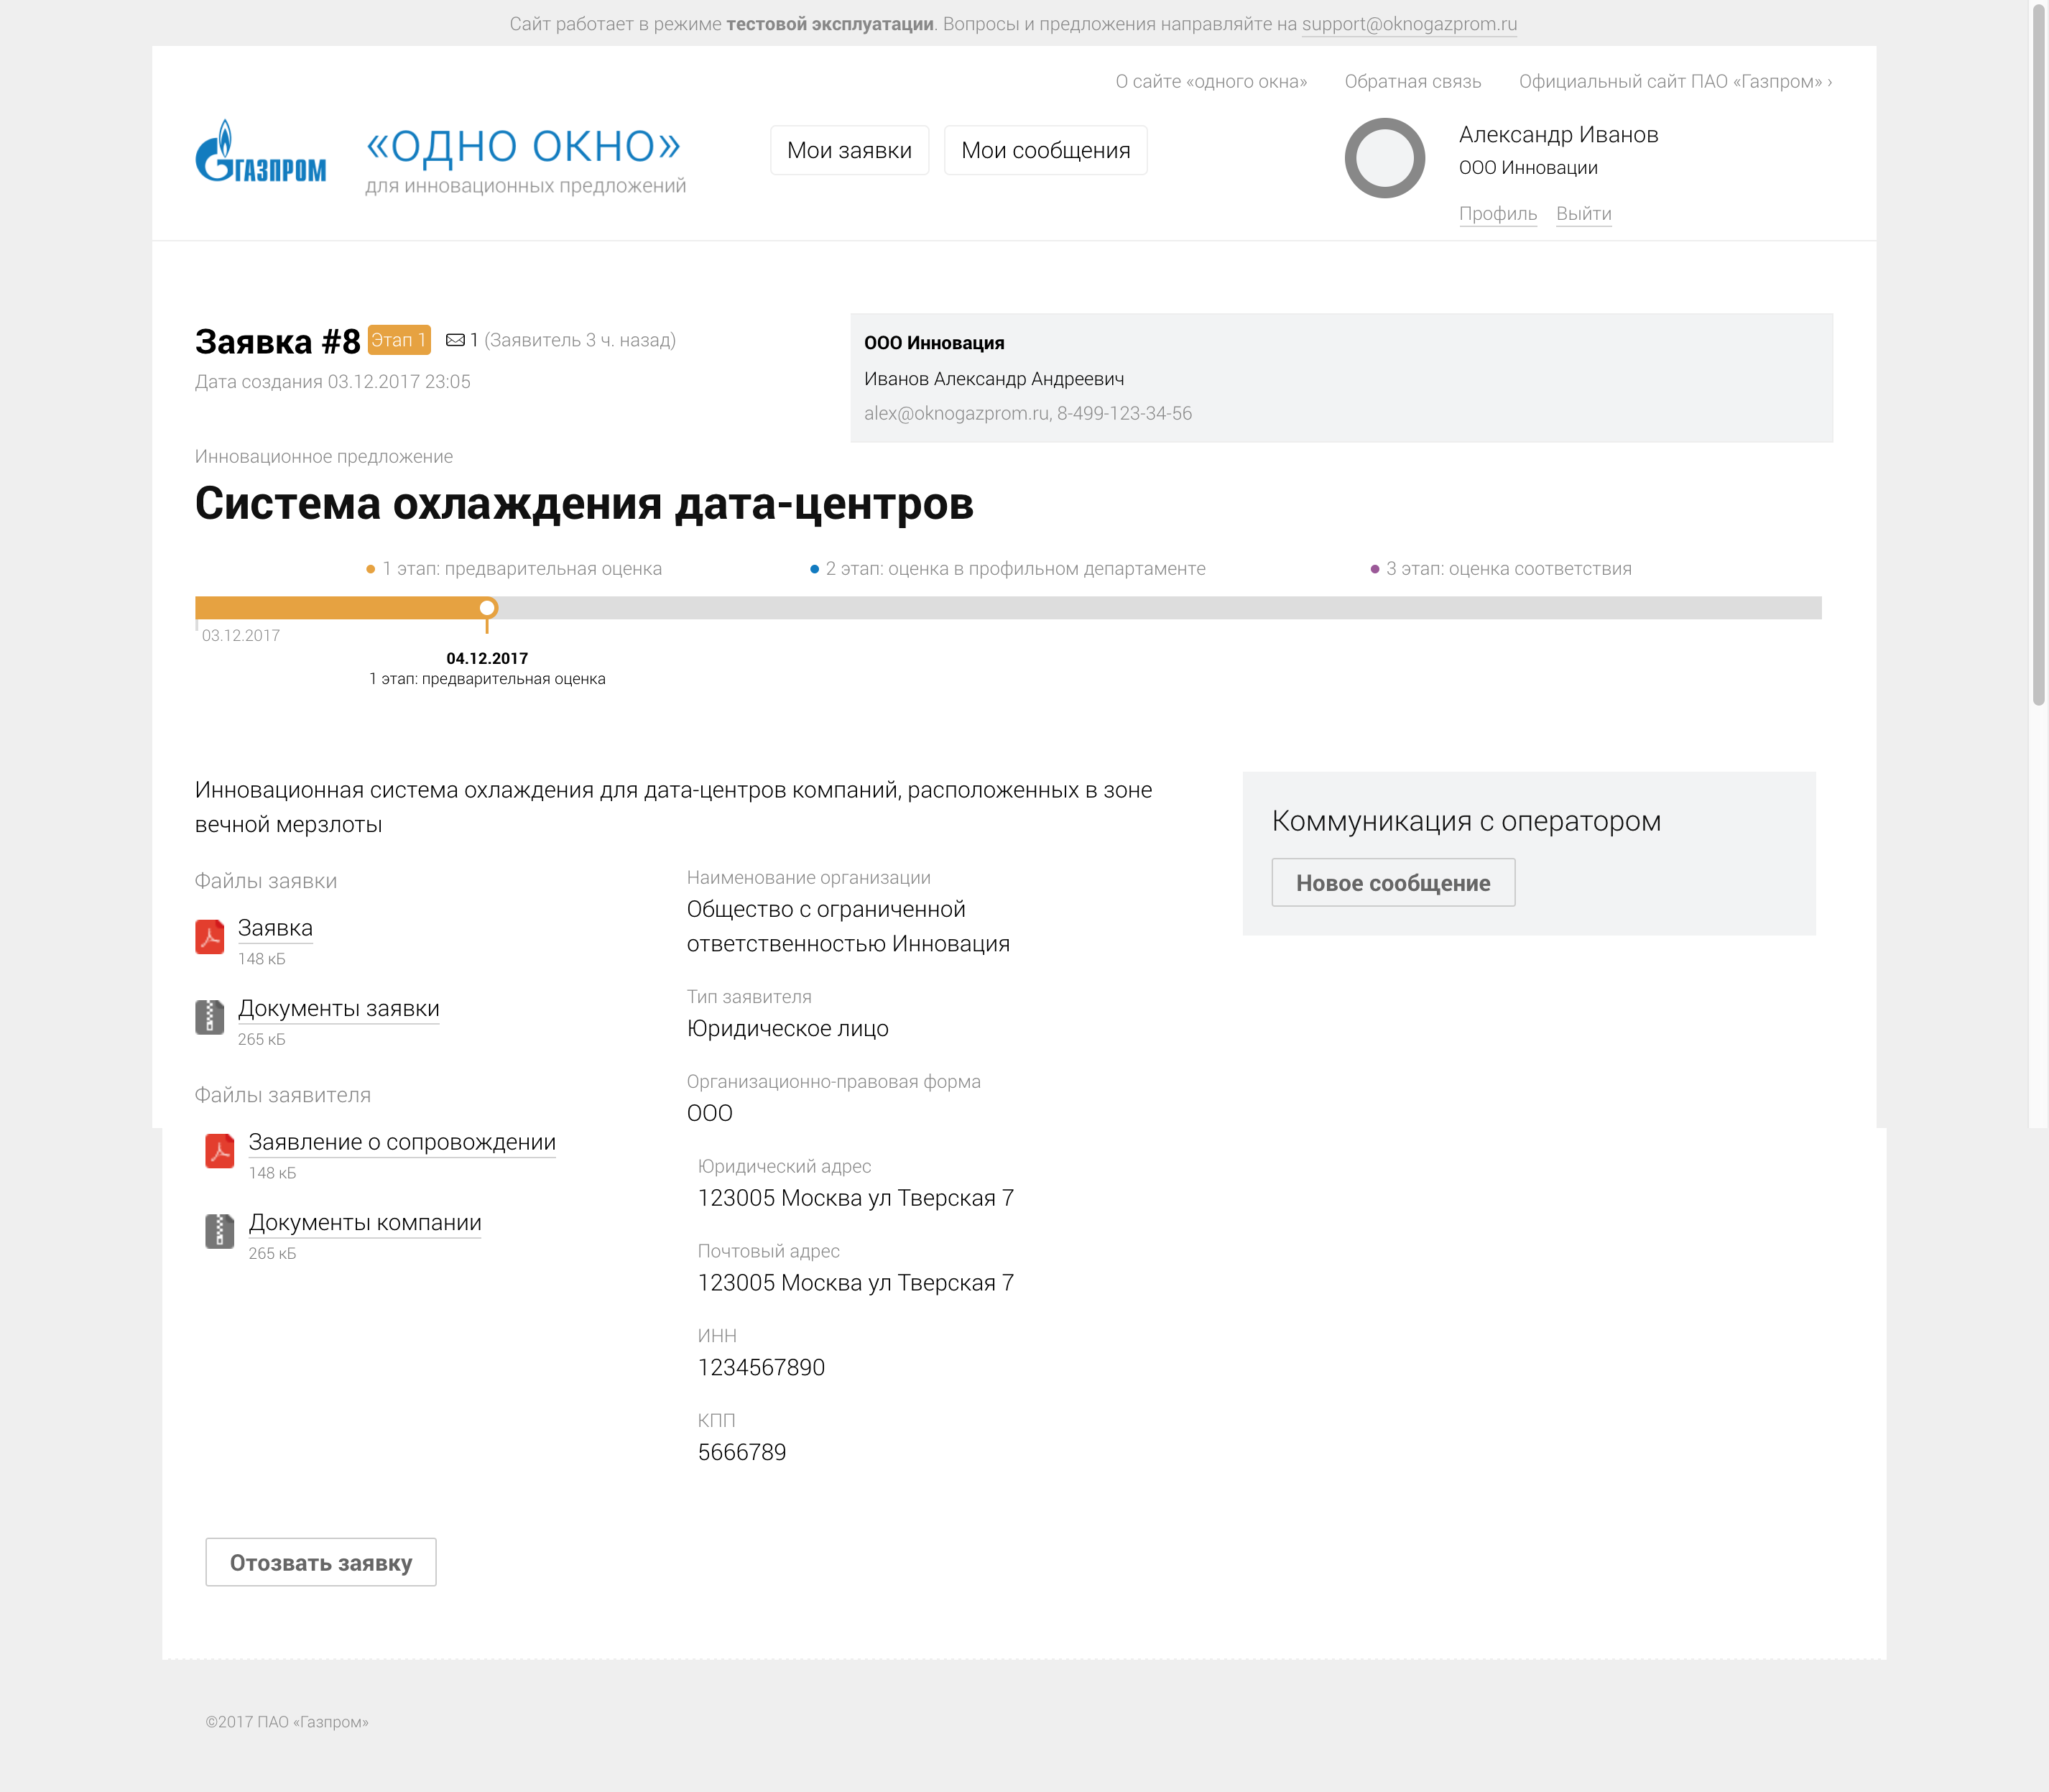 Сайт работает в режиме тестовой эксплуатации. Вопросы и предложения направляйте на support@oknogazprom.ru
О сайте «одного окна» Обратная связь Официальный сайт ПАО «Газпром» ›
ГАЗПРОМ
«ОДНО ОКНО»
для инновационных предложений
Мои заявки Мои сообщения
Александр Иванов
ООО Инновации
Профиль Выйти
Заявка #8 Этап 1 1 (Заявитель 3 ч. назад)
Дата создания 03.12.2017 23:05
ООО Инновация
Иванов Александр Андреевич
alex@oknogazprom.ru, 8-499-123-34-56
Инновационное предложение
Система охлаждения дата-центров
1 этап: предварительная оценка 2 этап: оценка в профильном департаменте 3 этап: оценка соответствия
03.12.2017
04.12.2017
1 этап: предварительная оценка
Инновационная система охлаждения для дата-центров компаний, расположенных в зоне
вечной мерзлоты
Файлы заявки
Заявка
148 кБ
Документы заявки
265 кБ
Файлы заявителя
Заявление о сопровождении
148 кБ
Документы компании
265 кБ
Наименование организации
Общество с ограниченной
ответственностью Инновация
Тип заявителя
Юридическое лицо
Организационно-правовая форма
ООО
Юридический адрес
123005 Москва ул Тверская 7
Почтовый адрес
123005 Москва ул Тверская 7
ИНН
1234567890
КПП
5666789
Коммуникация с оператором
Новое сообщение
Отозвать заявку
©2017 ПАО «Газпром»